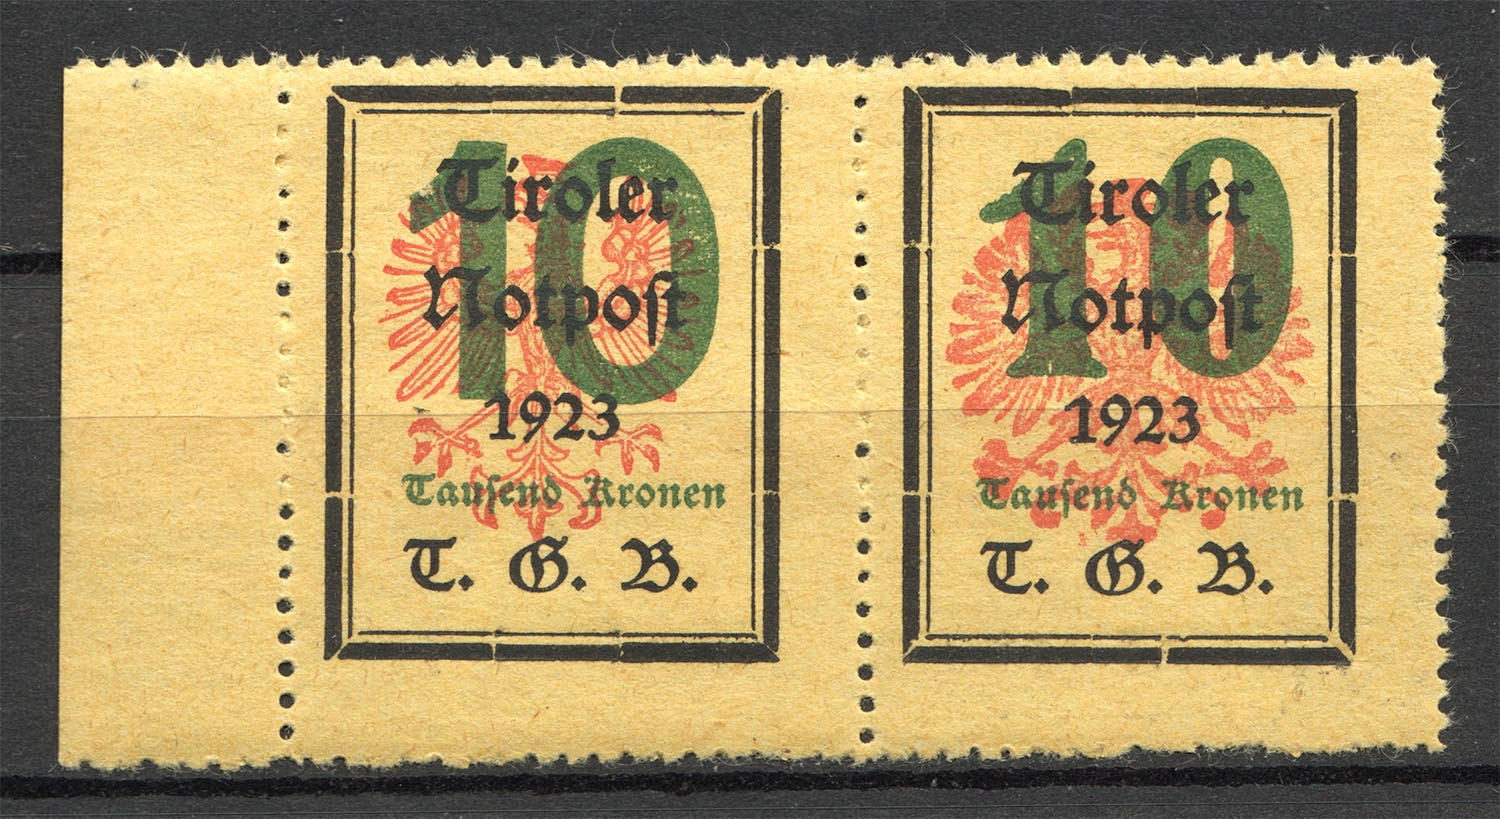 10
Tiroler
Notpost
1923
Tausend Kronen
T. G. B.
10
Tiroler
Notpost
1923
Tausend Kronen
T. G. B.